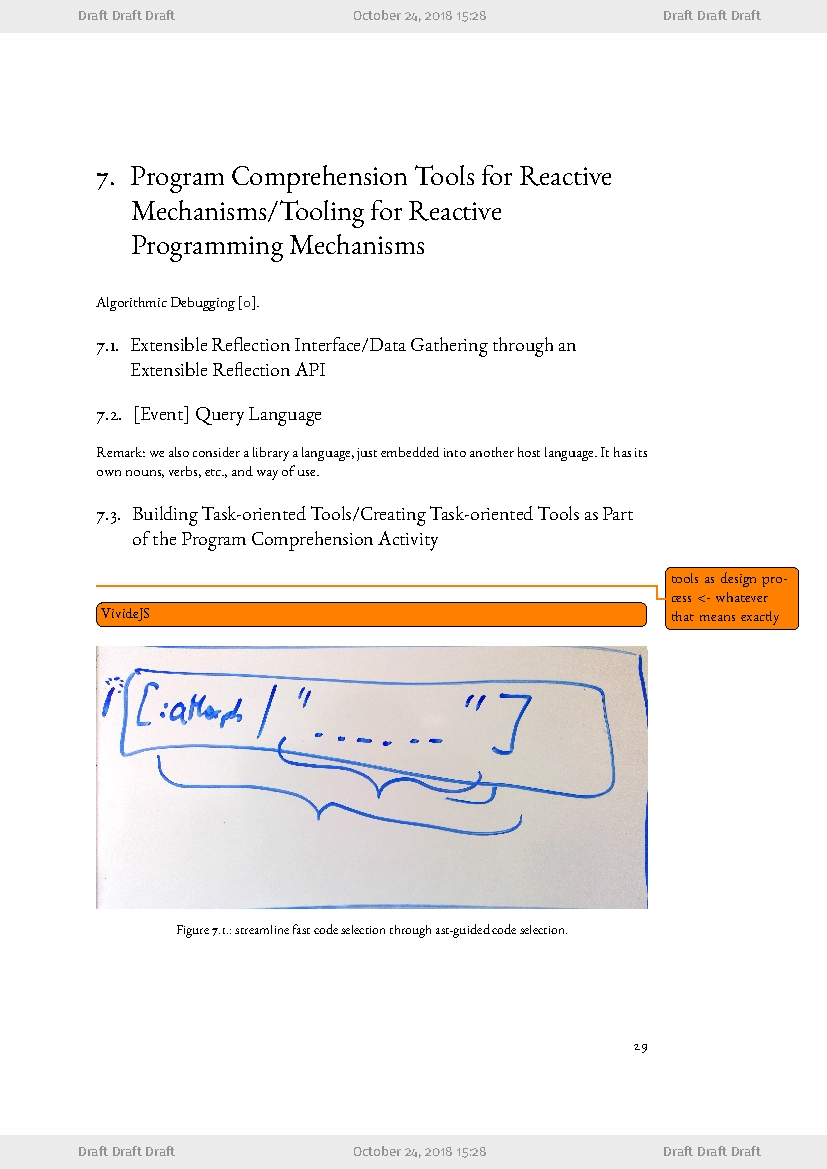 Draft Draft Draft October 24, 2018 15:28 Draft Draft Draft
7. Program Comprehension Tools for Reactive
Mechanisms/Tooling for Reactive
Programming Mechanisms
Algorithmic Debugging [0].
7.1. Extensible Reflection Interface/Data Gathering through an
Extensible Reflection API
7.2. [Event] Query Language
Remark: we also consider a library a language, just embedded into another host language. It has its
own nouns, verbs, etc., and way of use.
7.3. Building Task-oriented Tools/Creating Task-oriented Tools as Part
of the Program Comprehension Activity
tools as design pro-
cess <- whatever
that means exactly
VivideJS
[:aMorph | " ...... " ]
Figure 7.1.: streamline fast code selection through ast-guided code selection.
29
Draft Draft Draft October 24, 2018 15:28 Draft Draft Draft